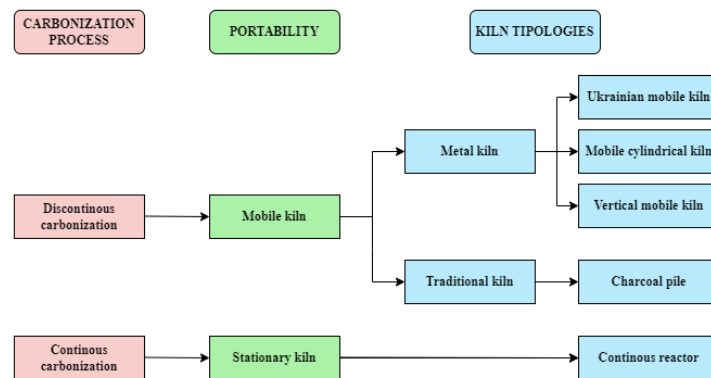 CARBONIZATION
PROCESS
PORTABILITY
KILN TIPOLOGIES
Ukrainian mobile kiln
Metal kiln
Mobile cylindrical kiln
Discontinous
carbonization
Mobile kiln
Vertical mobile kiln
Traditional kiln
Charcoal pile
Continous
carbonization
Stationary kiln
Continous reactor